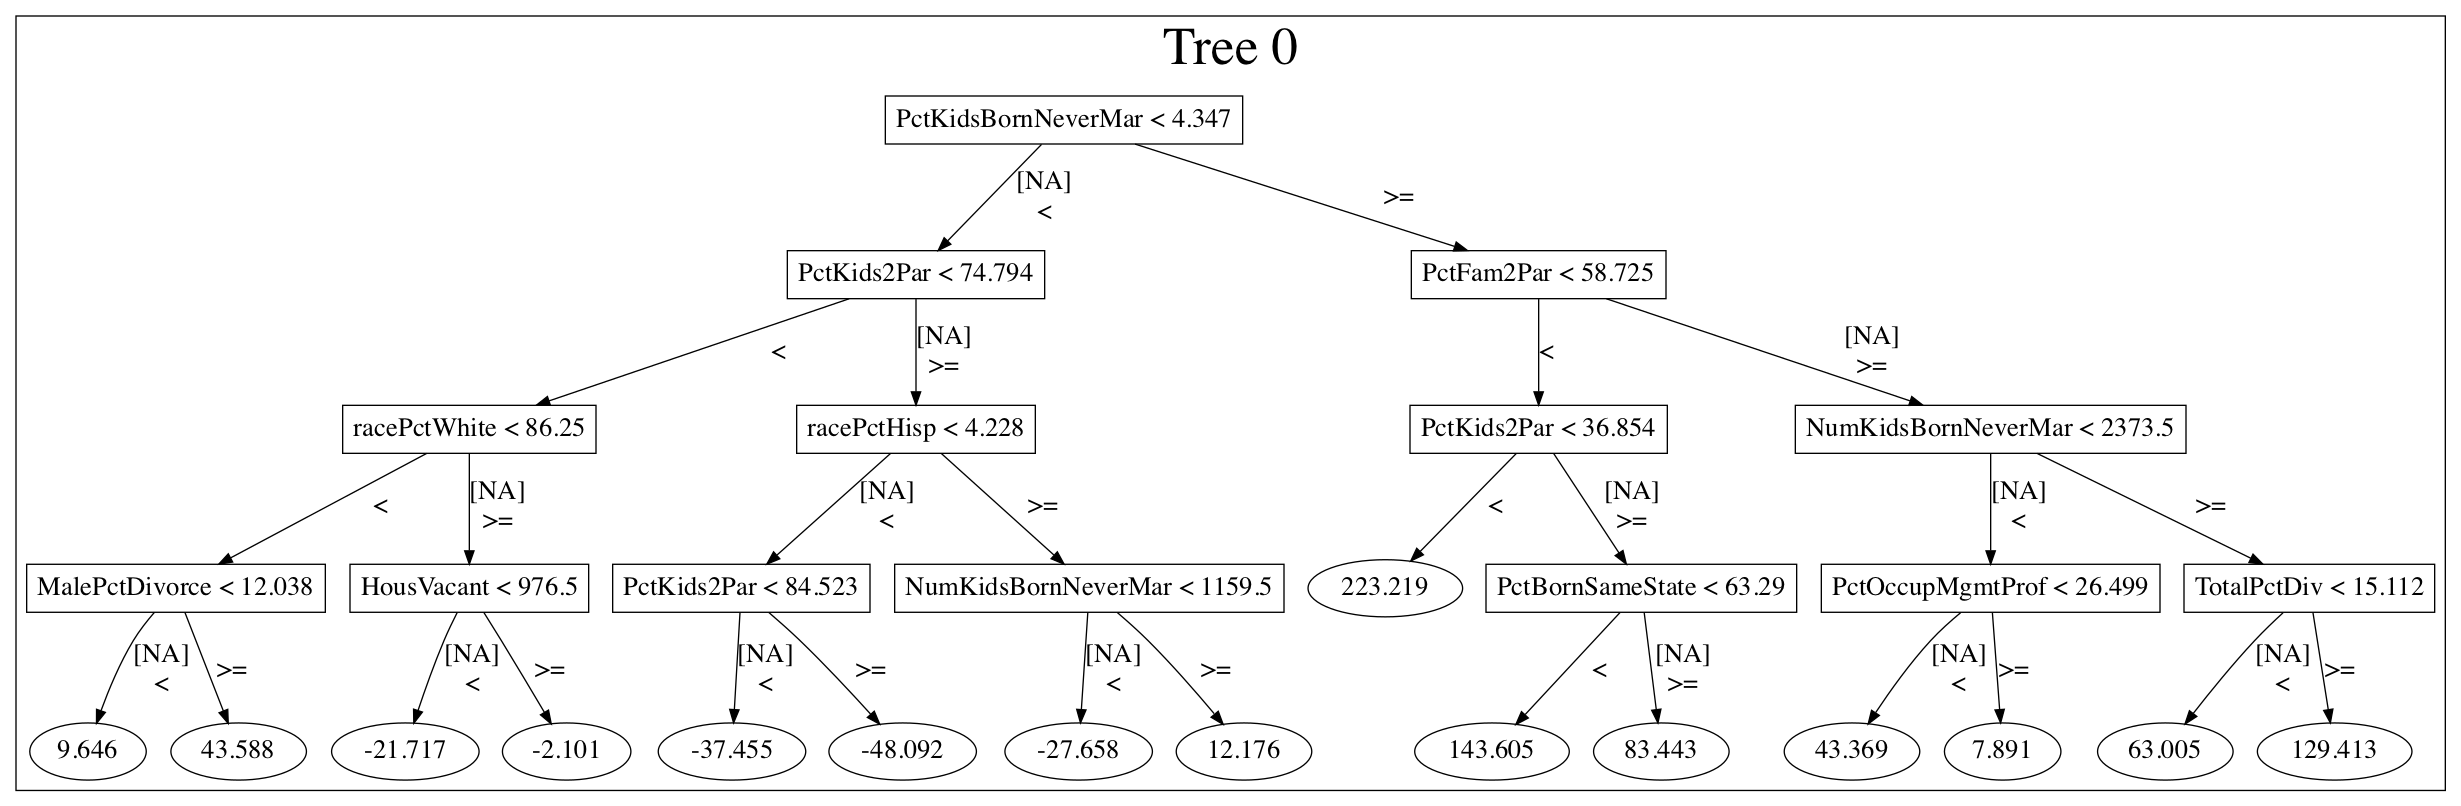 Tree 0
PctKidsBornNeverMar < 4.347
[NA]
<
>=
PctKids2Par < 74.794
PctFam2Par < 58.725
<
[NA]
>=
<
[NA]
>=
racePctWhite < 86.25
racePctHisp < 4.228
PctKids2Par < 36.854
NumKidsBornNeverMar < 2373.5
<
[NA]
>=
[NA]
<
>=
<
[NA]
>=
[NA]
<
>=
MalePctDivorce < 12.038
HousVacant < 976.5
PctKids2Par < 84.523
NumKidsBornNeverMar < 1159.5
223.219
PctBornSameState < 63.29
PctOccupMgmtProf < 26.499
TotalPctDiv < 15.112
[NA]
<
>=
[NA]
<
>=
[NA]
<
>=
[NA]
<
>=
<
[NA]
>=
[NA]
<
>=
[NA]
<
>=
9.646
43.588
-21.717
-2.101
-37.455
-48.092
-27.658
12.176
143.605
83.443
43.369
7.891
63.005
129.413